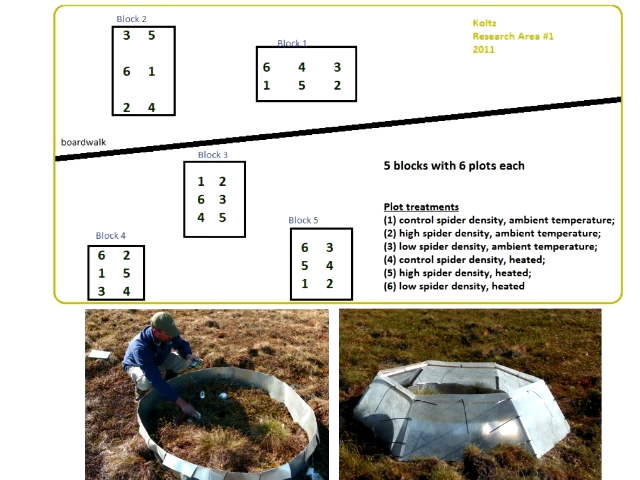 Block 2
3 5
6 1
2 4
Block 1
6 4 3
1 5 2
Koltz
Research Area #1
2011
boardwalk
Block 3
1 2
6 3
4 5
Block 4
6 2
1 5
3 4
Block 5
6 3
5 4
1 2
5 blocks with 6 plots each
Plot treatments
(1) control spider density, ambient temperature;
(2) high spider density, ambient temperature;
(3) low spider density, ambient temperature;
(4) control spider density, heated;
(5) high spider density, heated;
(6) low spider density, heated